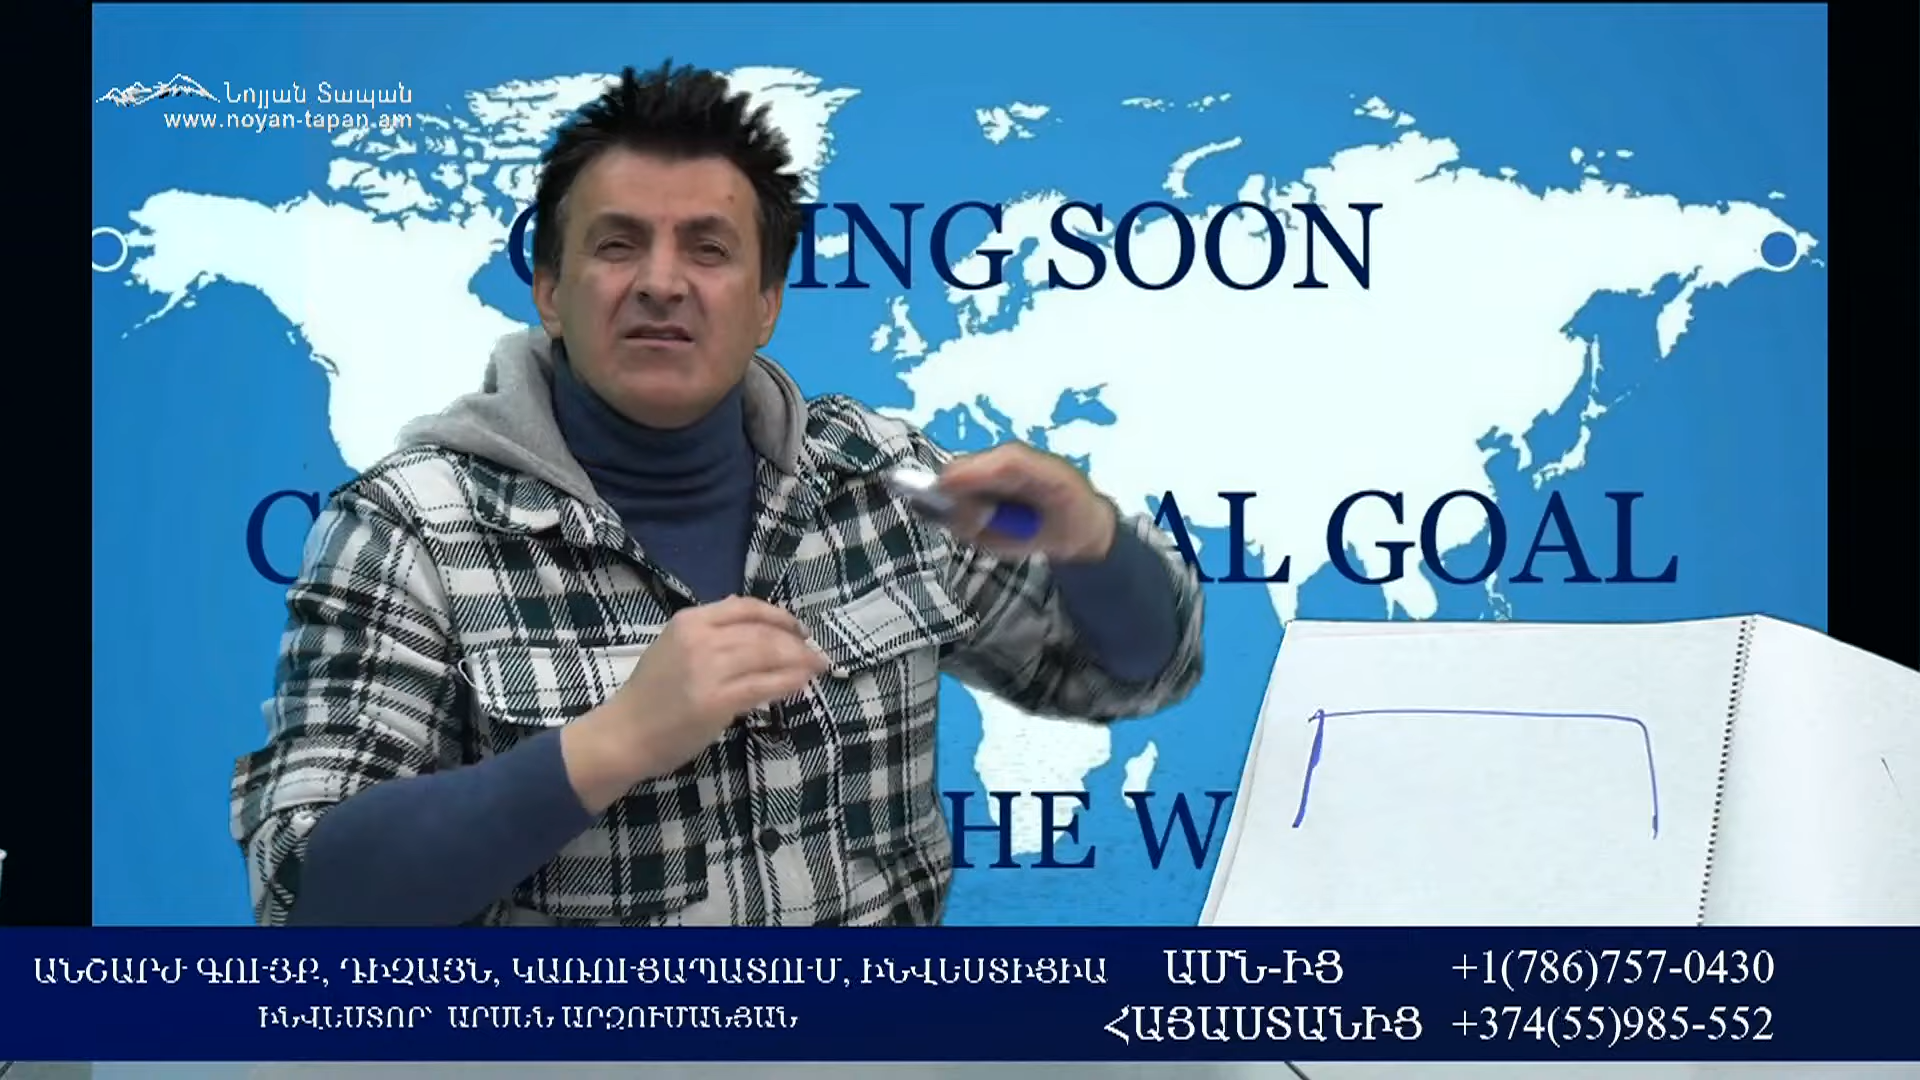 Նոյյան Տապան
www.noyan-tapan.am
ING SOON
AL GOAL
HE W
ԱՆՇԱՐԺ ԳՈՒՅՔ, ԴԻԶԱՅՆ, ԿԱՌՈՒՑԱՊԱՏՈՒՄ, ԻՆՎԵՍՏԻՑԻԱ
ԻՆՎԵՍՏՈՐ՝ ԱՐՍԵՆ ԱՐԶՈՒՄԱՆՅԱՆ
ԱՄՆ-ԻՑ +1(786)757-0430
ՀԱՅԱՍՏԱՆԻՑ +374(55)985-552